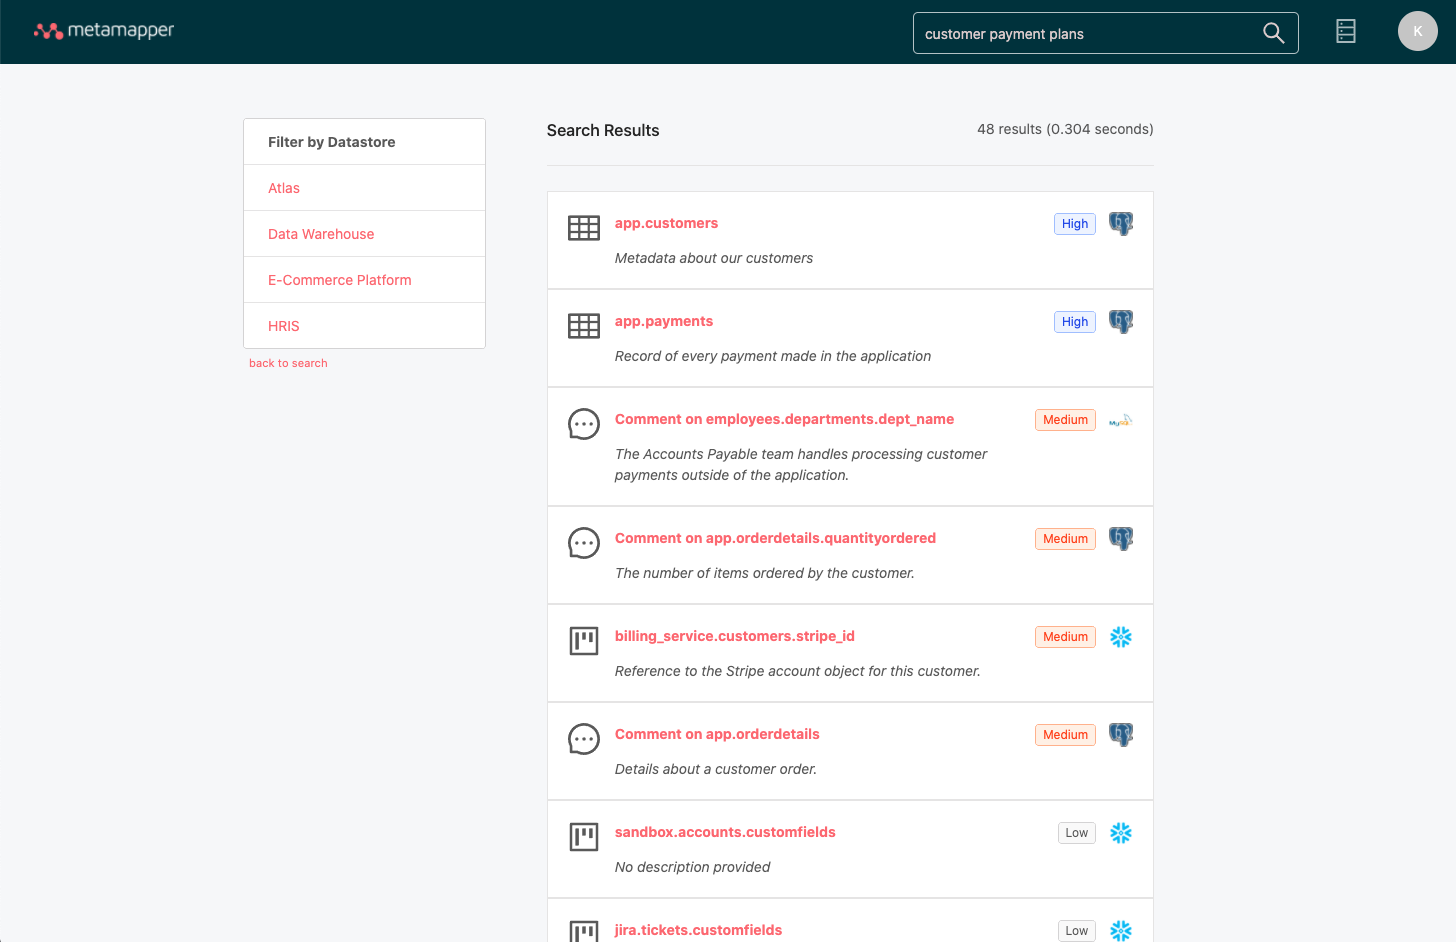 metamapper
customer payment plans
K
Filter by Datastore
Atlas
Data Warehouse
E-Commerce Platform
HRIS
back to search
Search Results
48 results (0.304 seconds)
app.customers
High
Metadata about our customers
app.payments
High
Record of every payment made in the application
Comment on employees.departments.dept_name
Medium
MySQL
The Accounts Payable team handles processing customer
payments outside of the application.
Comment on app.orderdetails.quantityordered
Medium
The number of items ordered by the customer.
billing_service.customers.stripe_id
Medium
Reference to the Stripe account object for this customer.
Comment on app.orderdetails
Medium
Details about a customer order.
sandbox.accounts.customfields
Low
No description provided
jira.tickets.customfields
Low